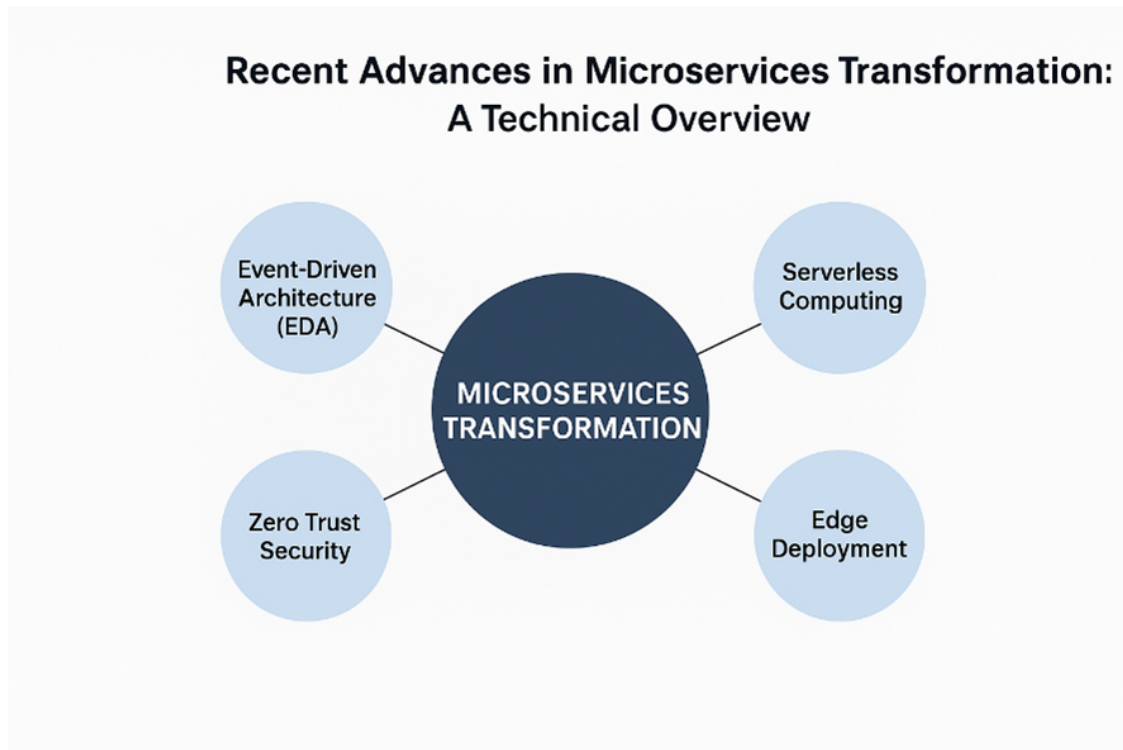 Recent Advances in Microservices Transformation:
A Technical Overview
Event-Driven
Architecture
(EDA)
Serverless
Computing
MICROSERVICES
TRANSFORMATION
Zero Trust
Security
Edge
Deployment